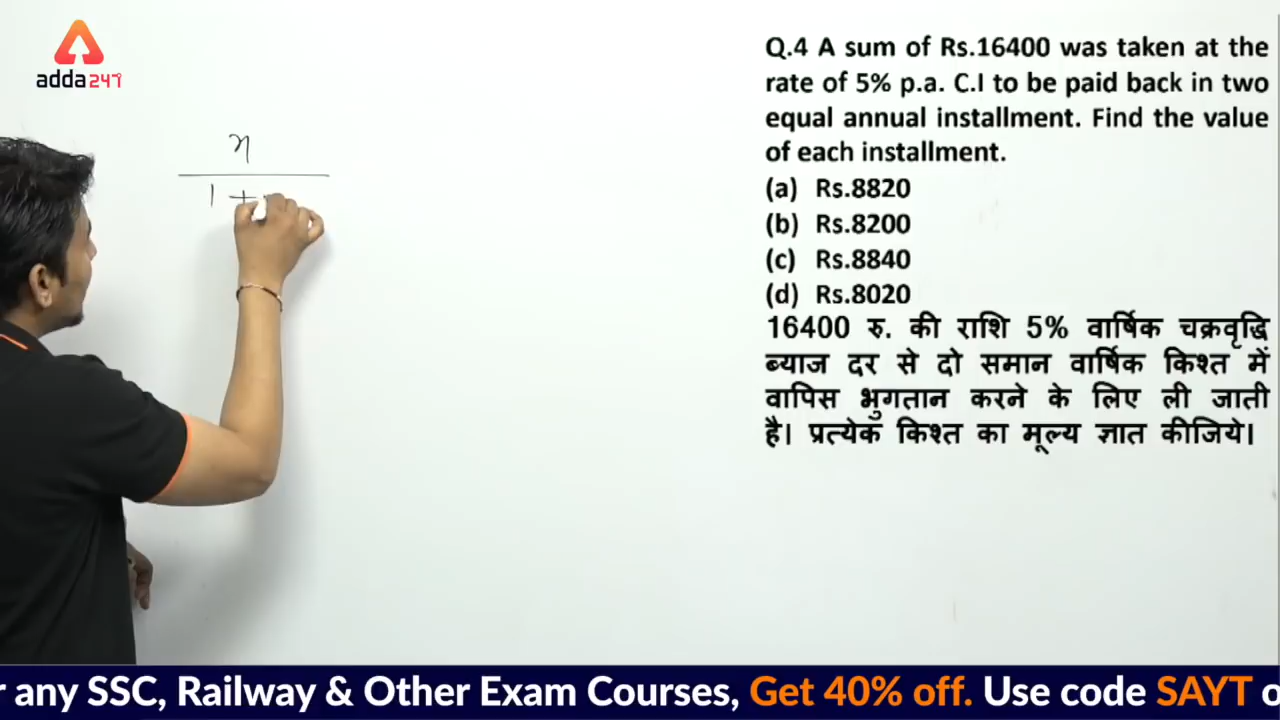 adda247
x
1 +
Q.4 A sum of Rs.16400 was taken at the
rate of 5% p.a. C.I to be paid back in two
equal annual installment. Find the value
of each installment.
(a) Rs.8820
(b) Rs.8200
(c) Rs.8840
(d) Rs.8020
16400 रु. की राशि 5% वार्षिक चक्रवृद्धि
ब्याज दर से दो समान वार्षिक किश्त में
वापिस भुगतान करने के लिए ली जाती
है। प्रत्येक किश्त का मूल्य ज्ञात कीजिये।
r any SSC, Railway & Other Exam Courses, Get 40% off. Use code SAYT o